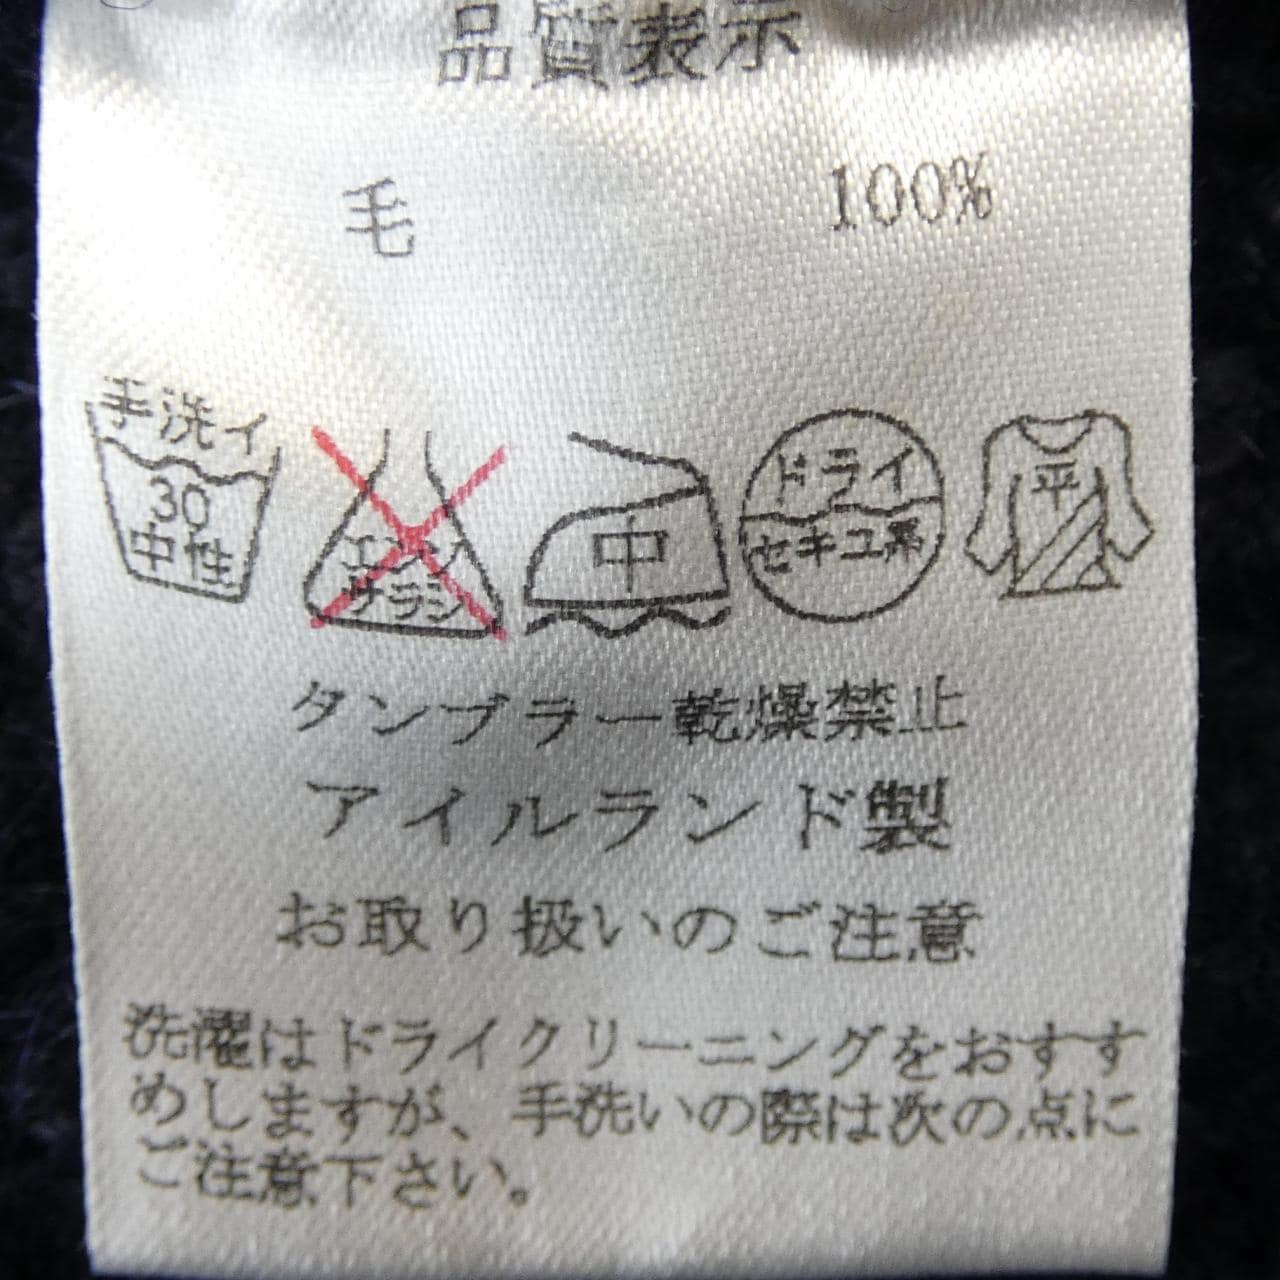 品質表示
毛 100%
手洗イ
30
中性
エンソ
サラシ
中
ドライ
セキユ系
平
タンブラー乾燥禁止
アイルランド製
お取り扱いのご注意
洗濯はドライクリーニングをおすす
めしますが、手洗いの際は次の点に
ご注意下さい。